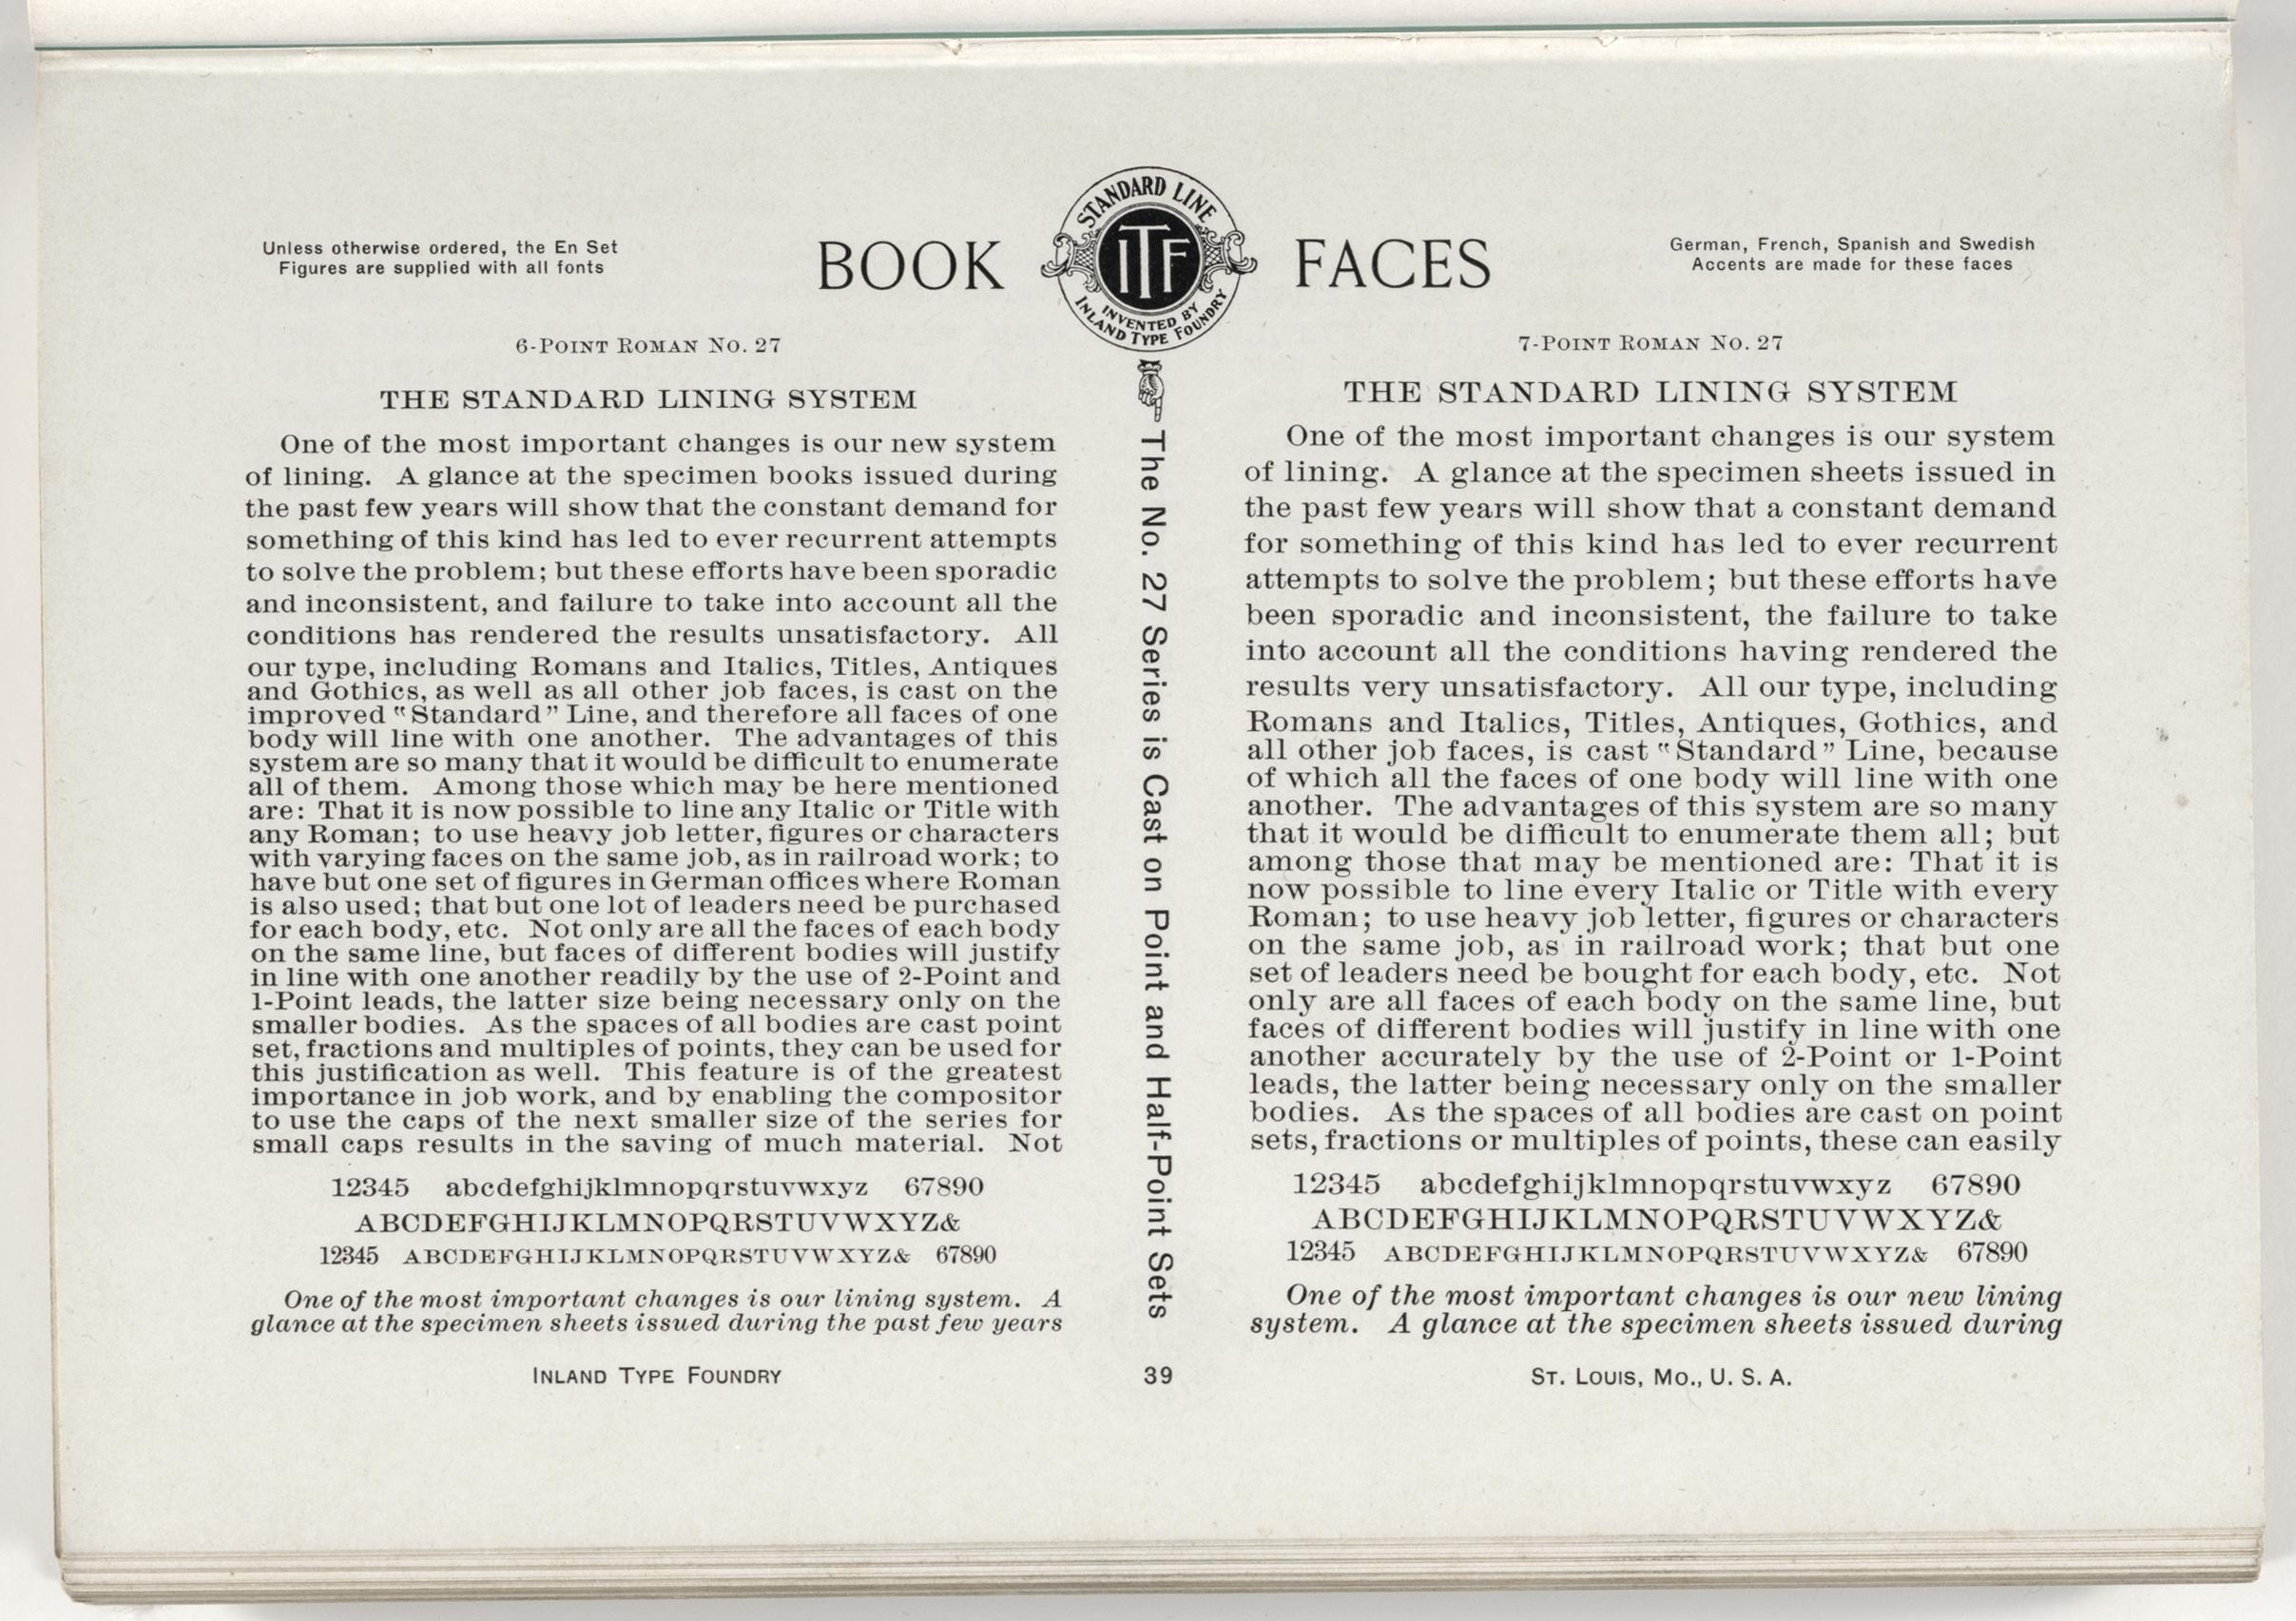 Unless otherwise ordered, the En Set
Figures are supplied with all fonts
BOOK
STANDARD LINE
ITF
INVENTED BY
INLAND TYPE FOUNDRY
FACES
German, French, Spanish and Swedish
Accents are made for these faces
6-POINT ROMAN NO. 27
THE STANDARD LINING SYSTEM
One of the most important changes is our new system
of lining. A glance at the specimen books issued during
the past few years will show that the constant demand for
something of this kind has led to ever recurrent attempts
to solve the problem; but these efforts have been sporadic
and inconsistent, and failure to take into account all the
conditions has rendered the results unsatisfactory. All
our type, including Romans and Italics, Titles, Antiques
and Gothics, as well as all other job faces, is cast on the
improved “Standard” Line, and therefore all faces of one
body will line with one another. The advantages of this
system are so many that it would be difficult to enumerate
all of them. Among those which may be here mentioned
are: That it is now possible to line any Italic or Title with
any Roman; to use heavy job letter, figures or characters
with varying faces on the same job, as in railroad work; to
have but one set of figures in German offices where Roman
is also used; that but one lot of leaders need be purchased
for each body, etc. Not only are all the faces of each body
on the same line, but faces of different bodies will justify
in line with one another readily by the use of 2-Point and
1-Point leads, the latter size being necessary only on the
smaller bodies. As the spaces of all bodies are cast point
set, fractions and multiples of points, they can be used for
this justification as well. This feature is of the greatest
importance in job work, and by enabling the compositor
to use the caps of the next smaller size of the series for
small caps results in the saving of much material. Not
12345 abcdefghijklmnopqrstuvwxyz 67890
ABCDEFGHIJKLMNOPQRSTUVWXYZ&
12345 ABCDEFGHIJKLMNOPQRSTUVWXYZ& 67890
One of the most important changes is our lining system. A
glance at the specimen sheets issued during the past few years
INLAND TYPE FOUNDRY
The No. 27 Series is Cast on Point and Half-Point Sets
39
7-POINT ROMAN NO. 27
THE STANDARD LINING SYSTEM
One of the most important changes is our system
of lining. A glance at the specimen sheets issued in
the past few years will show that a constant demand
for something of this kind has led to ever recurrent
attempts to solve the problem; but these efforts have
been sporadic and inconsistent, the failure to take
into account all the conditions having rendered the
results very unsatisfactory. All our type, including
Romans and Italics, Titles, Antiques, Gothics, and
all other job faces, is cast “Standard” Line, because
of which all the faces of one body will line with one
another. The advantages of this system are so many
that it would be difficult to enumerate them all; but
among those that may be mentioned are: That it is
now possible to line every Italic or Title with every
Roman; to use heavy job letter, figures or characters
on the same job, as in railroad work; that but one
set of leaders need be bought for each body, etc. Not
only are all faces of each body on the same line, but
faces of different bodies will justify in line with one
another accurately by the use of 2-Point or 1-Point
leads, the latter being necessary only on the smaller
bodies. As the spaces of all bodies are cast on point
sets, fractions or multiples of points, these can easily
12345 abcdefghijklmnopqrstuvwxyz 67890
ABCDEFGHIJKLMNOPQRSTUVWXYZ&
12345 ABCDEFGHIJKLMNOPQRSTUVWXYZ& 67890
One of the most important changes is our new lining
system. A glance at the specimen sheets issued during
ST. LOUIS, MO., U. S. A.